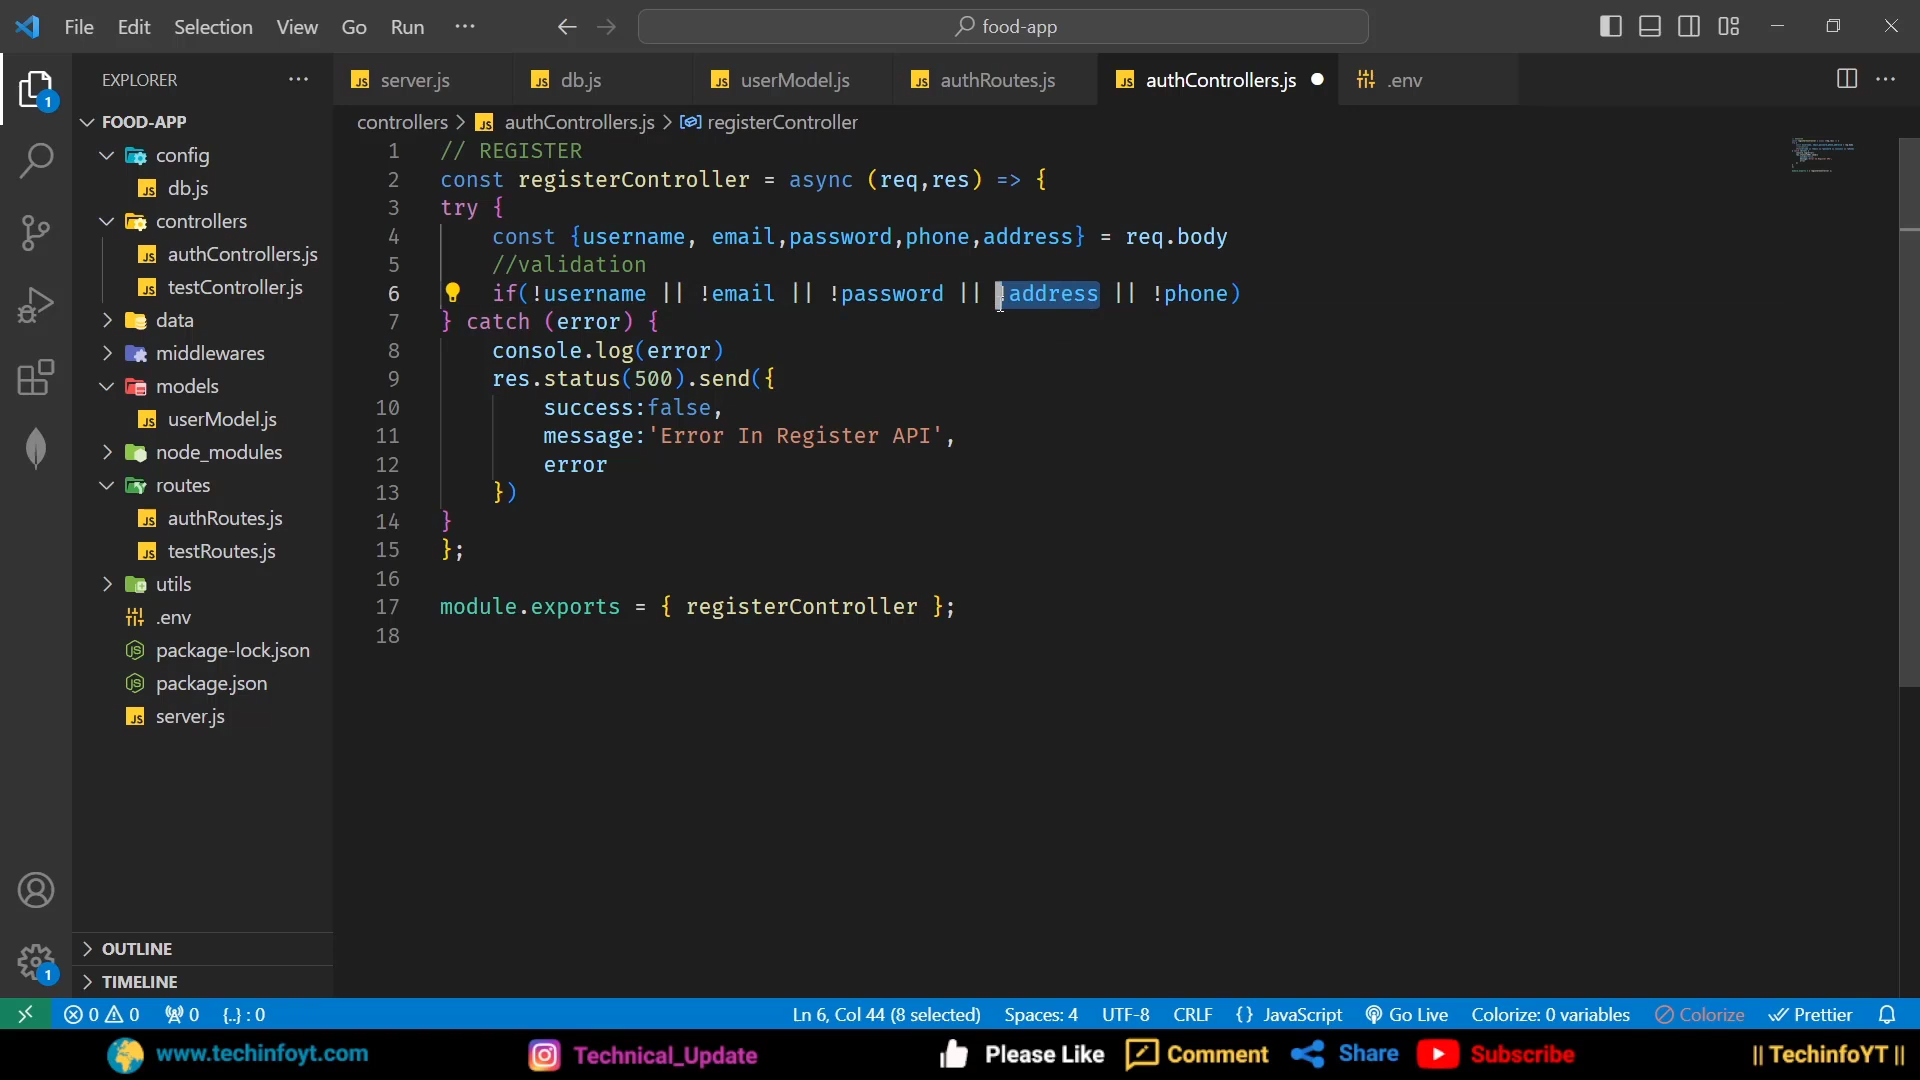 File Edit Selection View Go Run ··· food-app
EXPLORER ···
server.js db.js userModel.js authRoutes.js authControllers.js .env
controllers > authControllers.js > registerController
1
FOOD-APP
config
db.js
controllers
authControllers.js
testController.js
data
middlewares
models
userModel.js
node_modules
routes
authRoutes.js
testRoutes.js
utils
.env
package-lock.json
package.json
server.js
OUTLINE
TIMELINE
1
1 // REGISTER
2 const registerController = async (req,res) => {
3 try {
4 const {username, email,password,phone,address} = req.body
5 //validation
6 if(!username || !email || !password || !address || !phone)
7 } catch (error) {
8 console.log(error)
9 res.status(500).send({
10 success:false,
11 message:'Error In Register API',
12 error
13 })
14 }
15 };
16
17 module.exports = { registerController };
18
0 0 0 {..} : 0 Ln 6, Col 44 (8 selected) Spaces: 4 UTF-8 CRLF {} JavaScript Go Live Colorize: 0 variables Colorize Prettier
www.techinfoyt.com Technical_Update Please Like Comment Share Subscribe || TechinfoYT ||